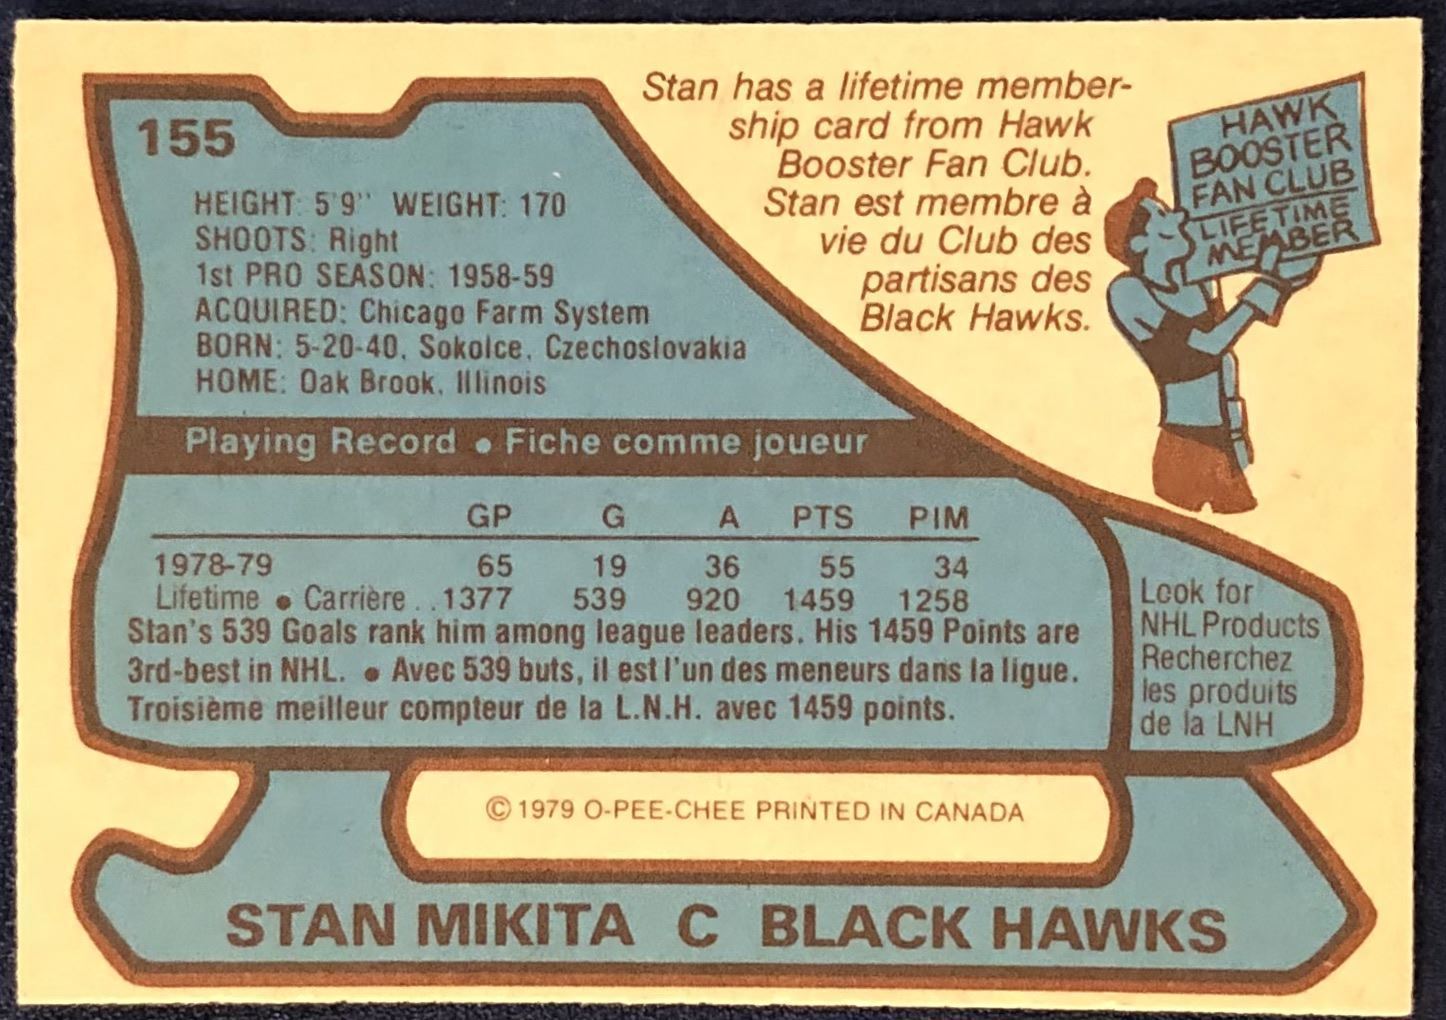 155
HEIGHT: 5'9" WEIGHT: 170
SHOOTS: Right
1st PRO SEASON: 1958-59
ACQUIRED: Chicago Farm System
BORN: 5-20-40, Sokolce, Czechoslovakia
HOME: Oak Brook, Illinois
Stan has a lifetime member-
ship card from Hawk
Booster Fan Club.
Stan est membre à
vie du Club des
partisans des
Black Hawks.
HAWK
BOOSTER
FAN CLUB
LIFETIME
MEMBER
Playing Record • Fiche comme joueur
GP G A PTS PIM
1978-79 65 19 36 55 34
Lifetime • Carrière .. 1377 539 920 1459 1258
Stan's 539 Goals rank him among league leaders. His 1459 Points are
3rd-best in NHL. • Avec 539 buts, il est l'un des meneurs dans la ligue.
Troisième meilleur compteur de la L.N.H. avec 1459 points.
Look for
NHL Products
Recherchez
les produits
de la LNH
© 1979 O-PEE-CHEE PRINTED IN CANADA
STAN MIKITA C BLACK HAWKS